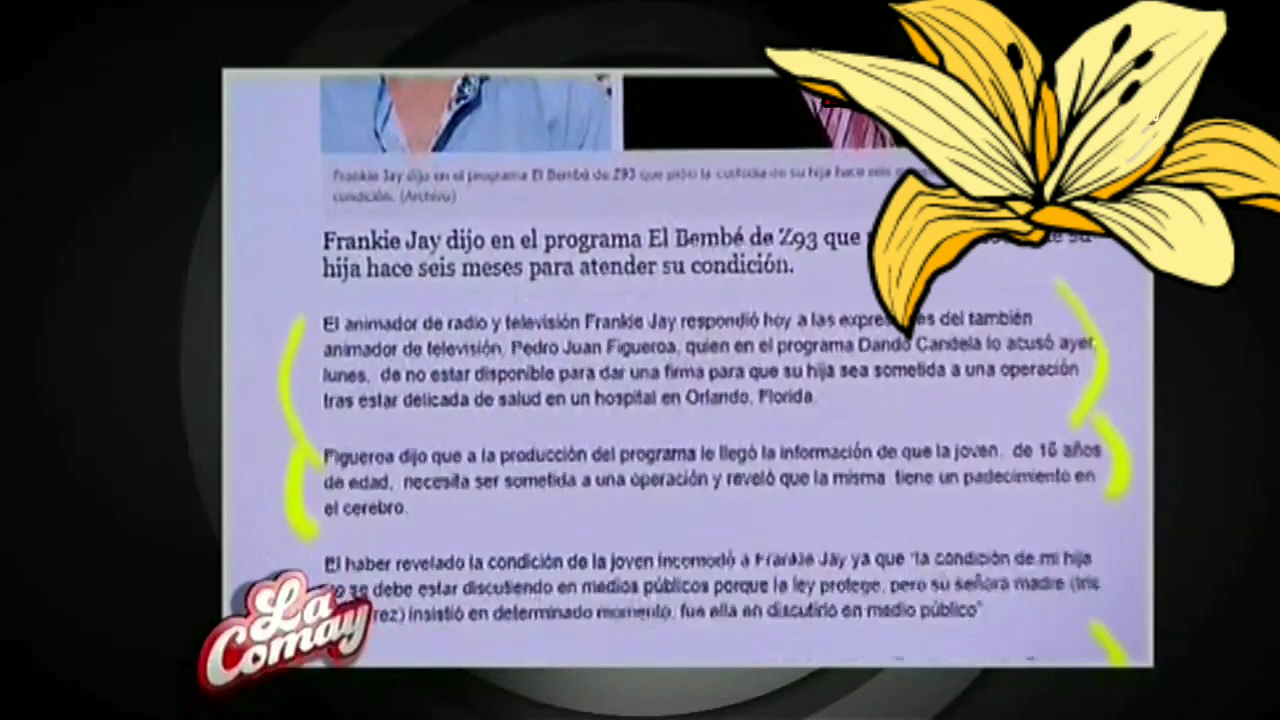 Frankie Jay dijo en el programa El Bembé de Z93 que pidió la custodia de su hija hace seis
condición. (Archivo)
Frankie Jay dijo en el programa El Bembé de Z93 que
hija hace seis meses para atender su condición.
El animador de radio y televisión Frankie Jay respondió hoy a las expresiones del también
animador de televisión, Pedro Juan Figueroa, quien en el programa Dando Candela lo acusó ayer,
lunes, de no estar disponible para dar una firma para que su hija sea sometida a una operación
tras estar delicada de salud en un hospital en Orlando, Florida.
Figueroa dijo que a la producción del programa le llegó la información de que la joven, de 16 años
de edad, necesita ser sometida a una operación y reveló que la misma tiene un padecimiento en
el cerebro.
El haber revelado la condición de la joven incomodó a Frankie Jay ya que "la condición de mi hija
no se debe estar discutiendo en medios públicos porque la ley protege, pero su señora madre (Iris
rez) insistió en determinado momento, fue ella en discutirlo en medio público"
La
Comay